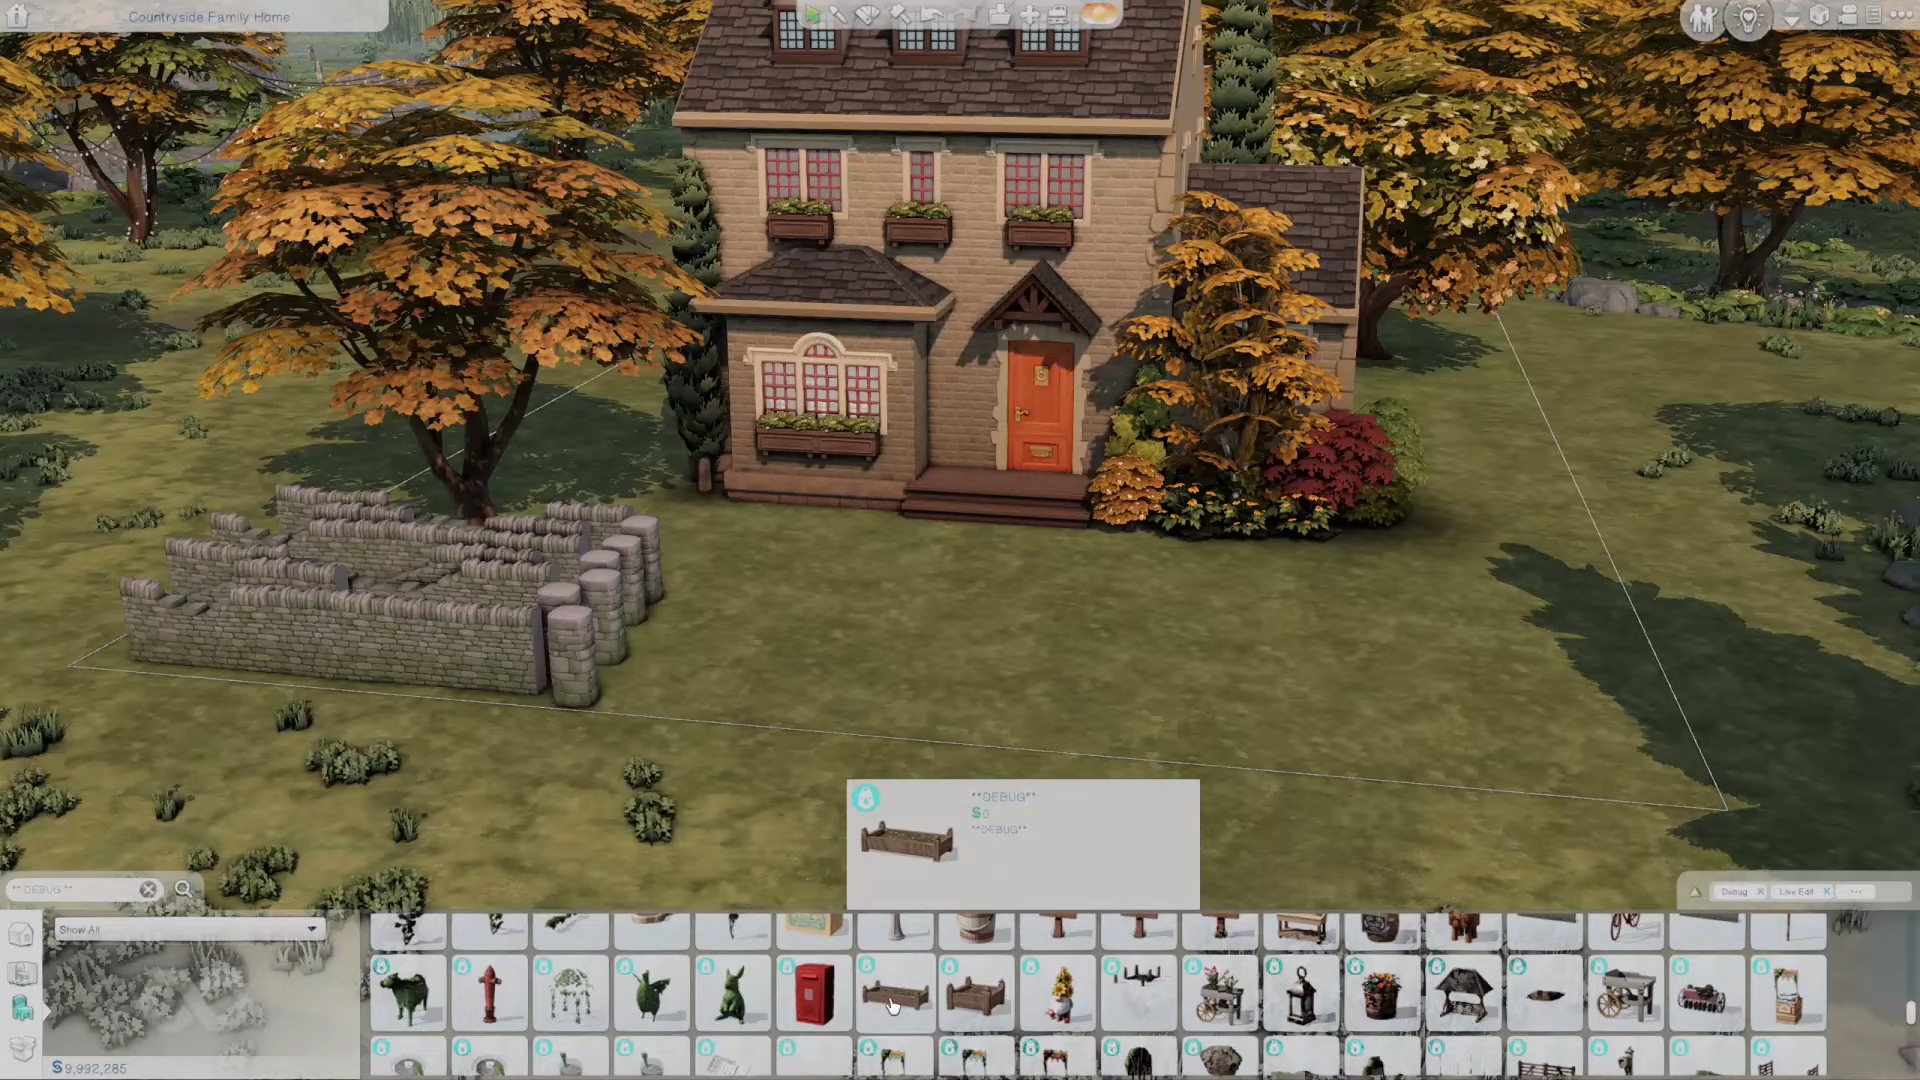 Countryside Family Home
**DEBUG**
$0
**DEBUG**
** DEBUG **
Debug
Live Edit
Show All
$9,992,285